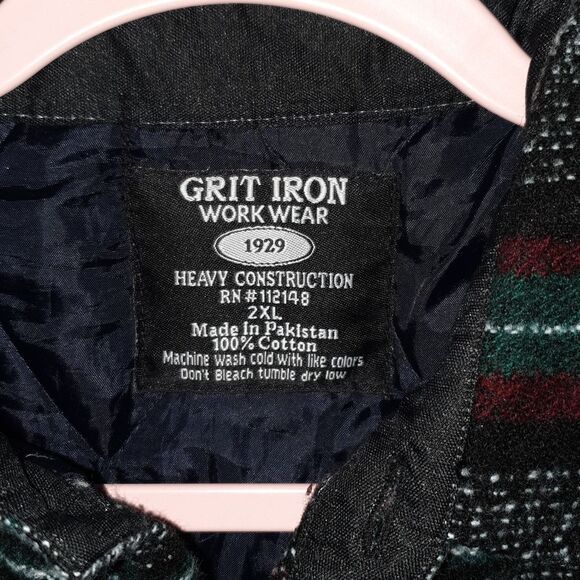 GRIT IRON
WORK WEAR
1929
HEAVY CONSTRUCTION
RN #112148
2XL
Made In Pakistan
100% Cotton
Machine wash cold with like colors
Don't Bleach tumble dry low